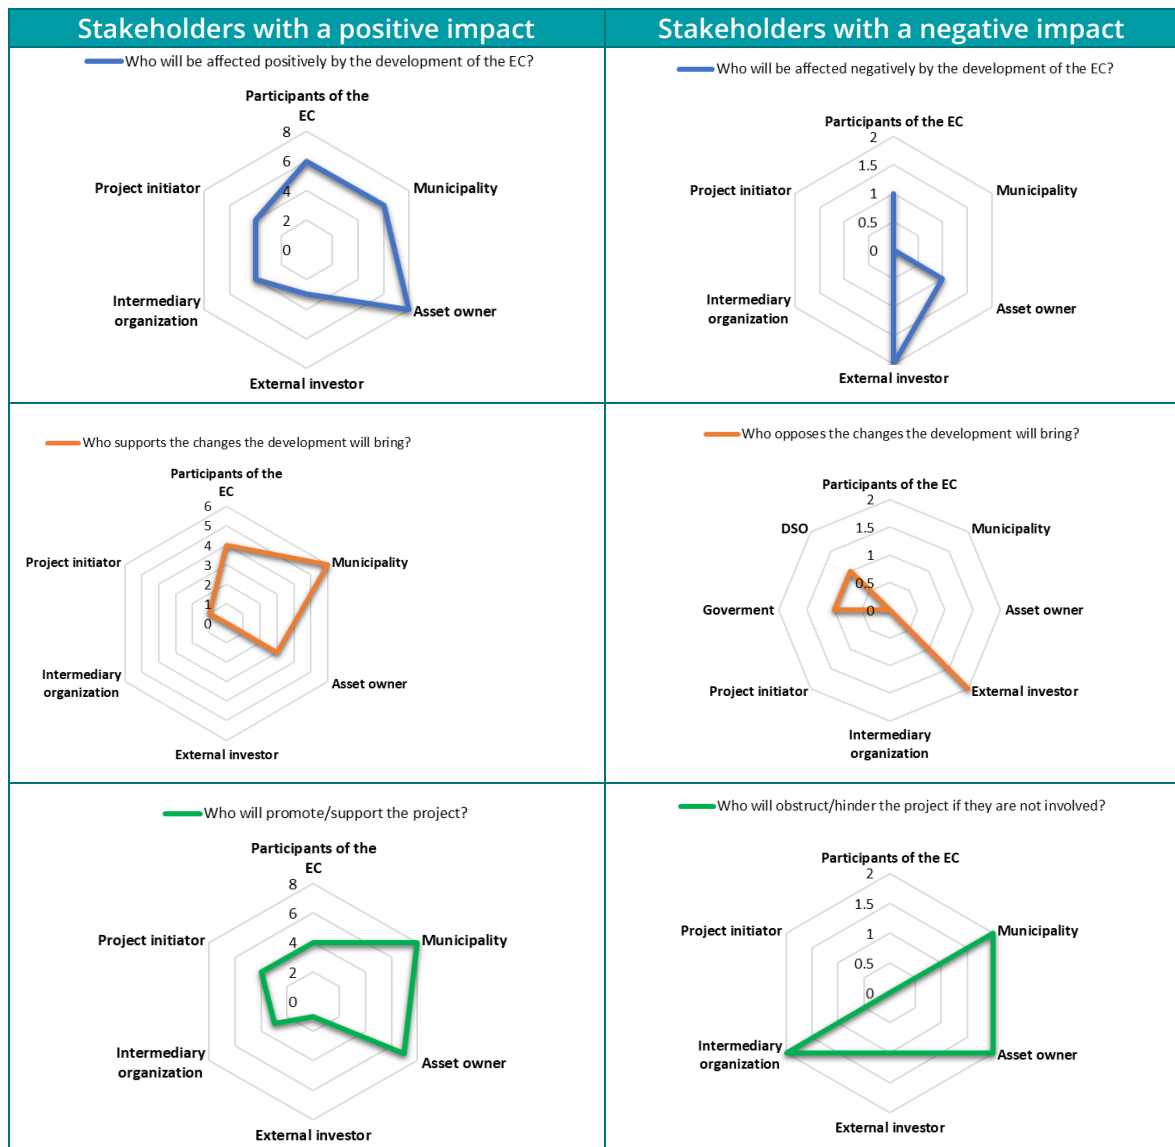 Stakeholders with a positive impact
Stakeholders with a negative impact
Who will be affected positively by the development of the EC?
Participants of the
EC
8
6
4
2
0
Municipality
Asset owner
External investor
Intermediary
organization
Project initiator
Who will be affected negatively by the development of the EC?
Participants of the EC
2
1.5
1
0.5
0
Municipality
Asset owner
External investor
Intermediary
organization
Project initiator
Who supports the changes the development will bring?
Participants of the
EC
6
5
4
3
2
1
0
Municipality
Asset owner
External investor
Intermediary
organization
Project initiator
Who opposes the changes the development will bring?
Participants of the EC
2
1.5
1
0.5
0
Municipality
Asset owner
External investor
Intermediary
organization
Project initiator
Goverment
DSO
Who will promote/support the project?
Participants of the
EC
8
6
4
2
0
Municipality
Asset owner
External investor
Intermediary
organization
Project initiator
Who will obstruct/hinder the project if they are not involved?
Participants of the EC
2
1.5
1
0.5
0
Municipality
Asset owner
External investor
Intermediary
organization
Project initiator